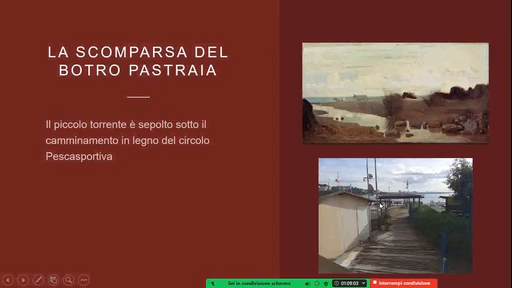 LA SCOMPARSA DEL
BOTRO PASTRAIA
Il piccolo torrente è sepolto sotto il
camminamento in legno del circolo
Pescasportiva
Sei in condivisione schermo
01:09:03
Interrompi condivisione